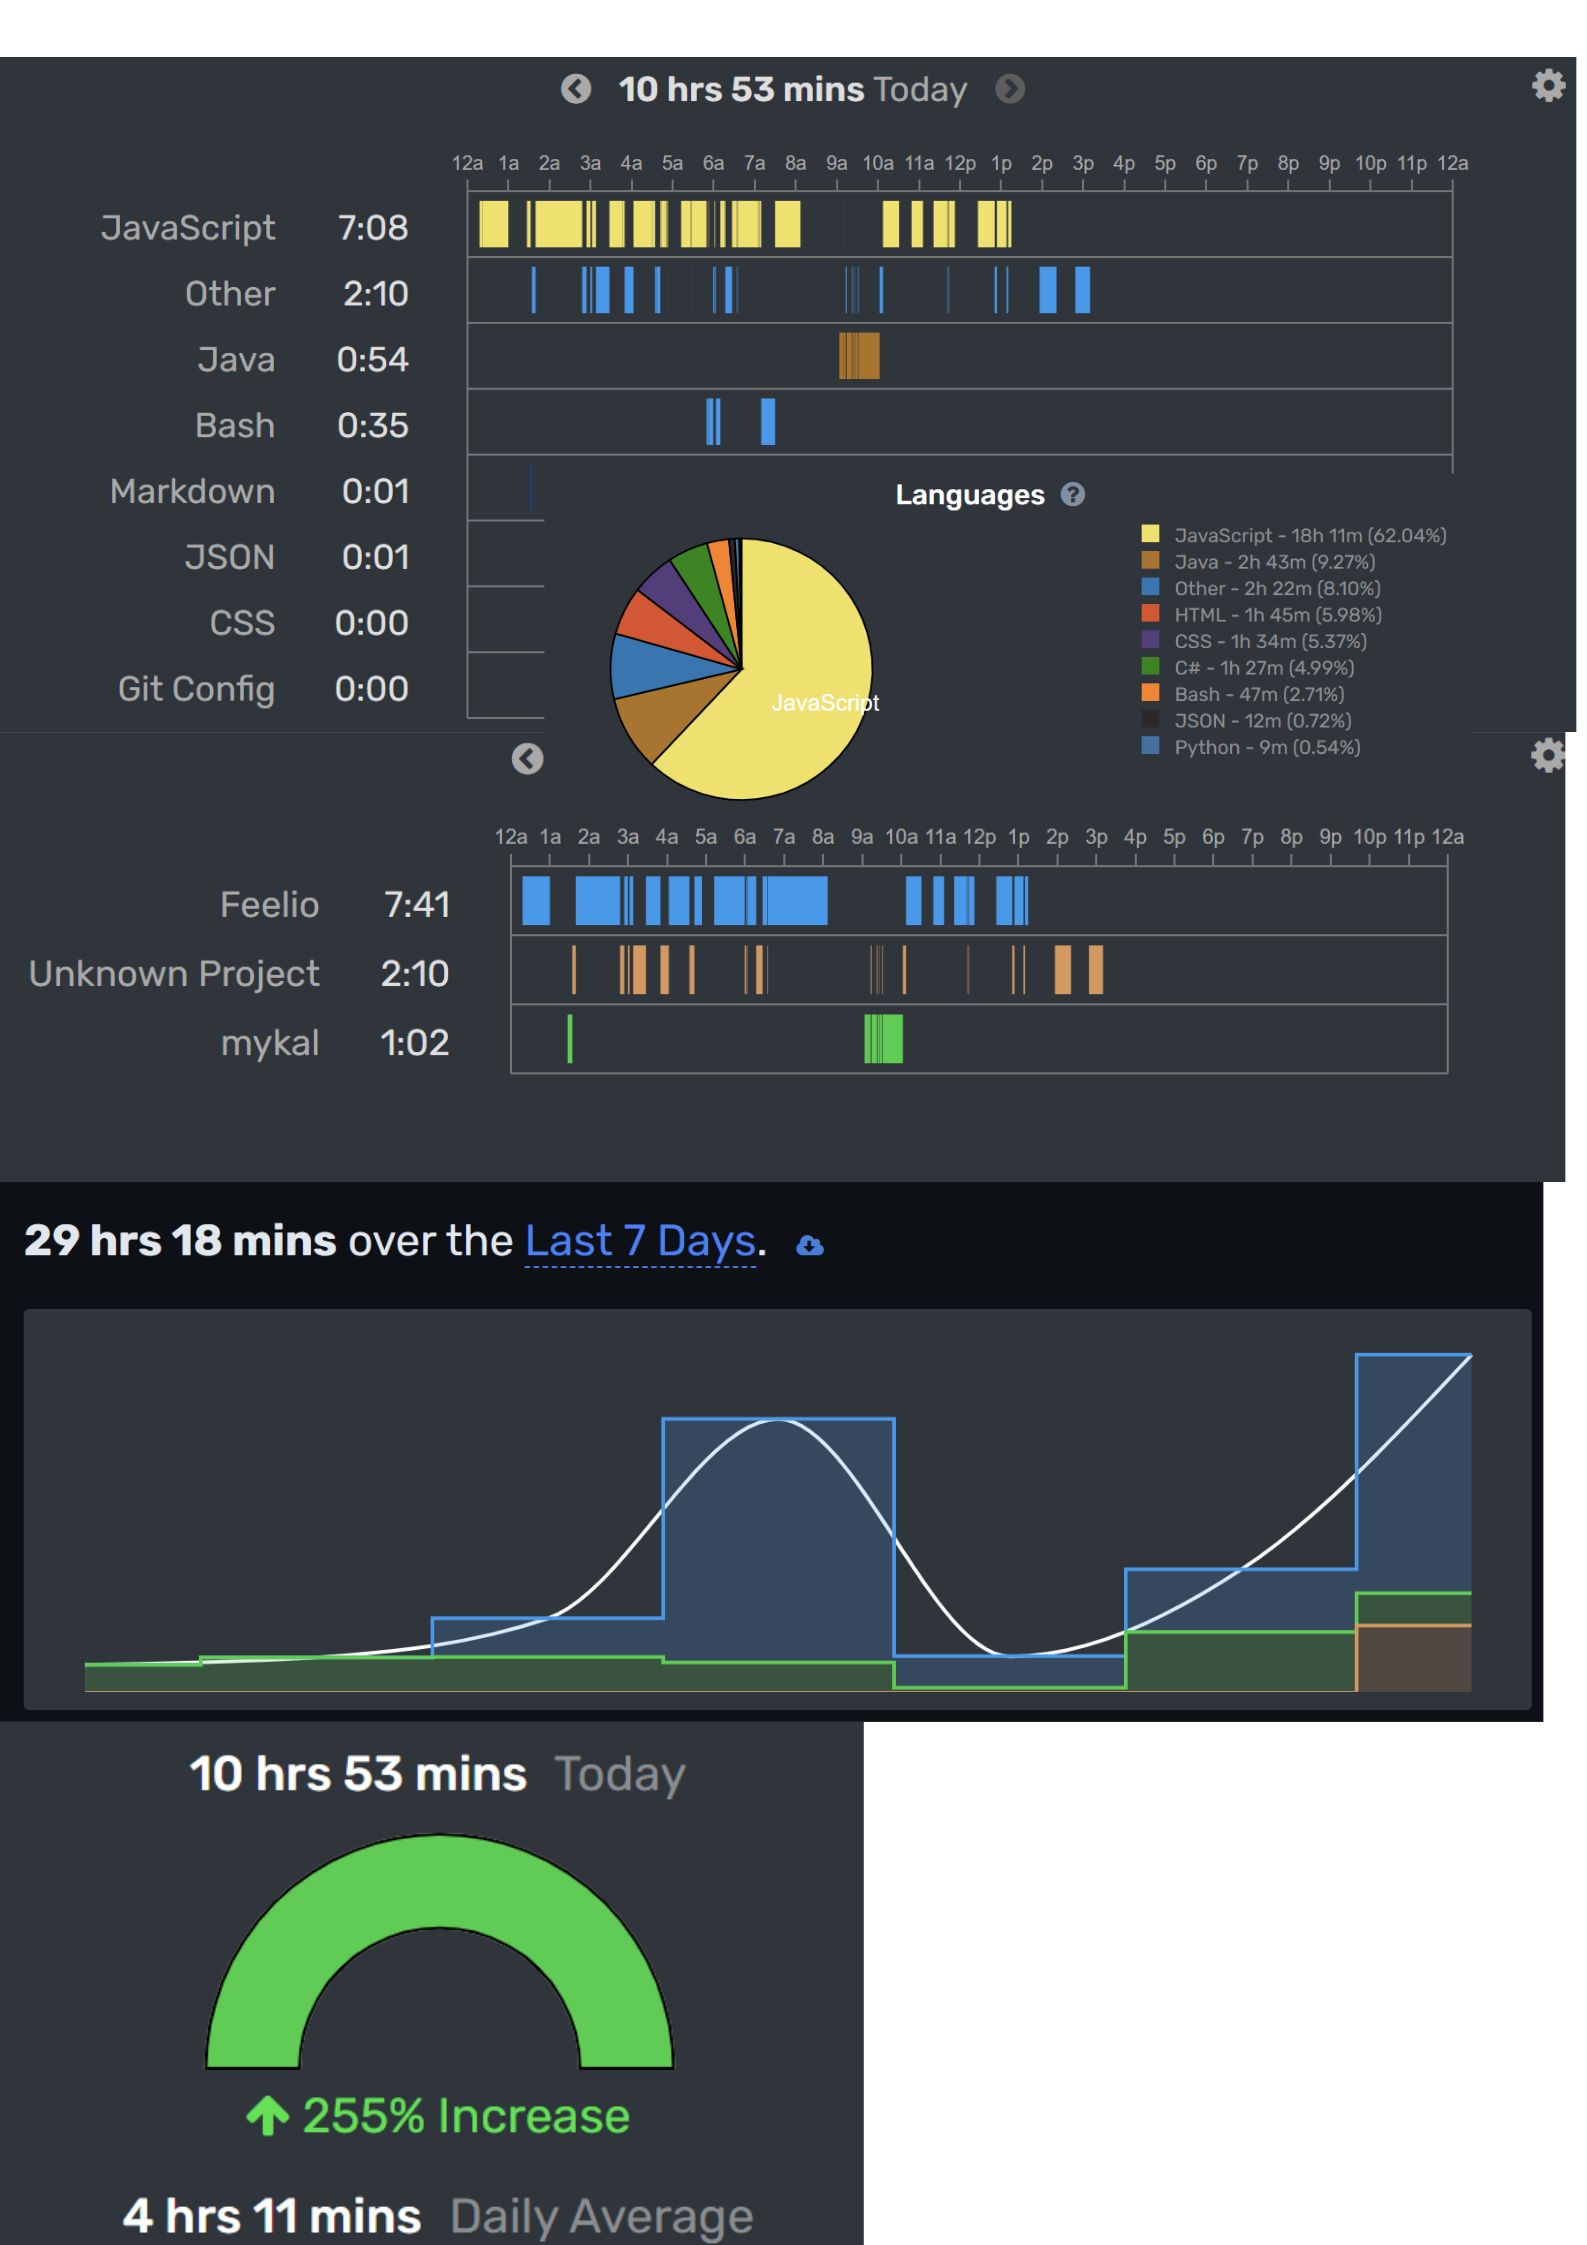 10 hrs 53 mins Today
12a 1a 2a 3a 4a 5a 6a 7a 8a 9a 10a 11a 12p 1p 2p 3p 4p 5p 6p 7p 8p 9p 10p 11p 12a
JavaScript 7:08
Other 2:10
Java 0:54
Bash 0:35
Markdown 0:01
JSON 0:01
CSS 0:00
Git Config 0:00
Languages ?
JavaScript
JavaScript - 18h 11m (62.04%)
Java - 2h 43m (9.27%)
Other - 2h 22m (8.10%)
HTML - 1h 45m (5.98%)
CSS - 1h 34m (5.37%)
C# - 1h 27m (4.99%)
Bash - 47m (2.71%)
JSON - 12m (0.72%)
Python - 9m (0.54%)
12a 1a 2a 3a 4a 5a 6a 7a 8a 9a 10a 11a 12p 1p 2p 3p 4p 5p 6p 7p 8p 9p 10p 11p 12a
Feelio 7:41
Unknown Project 2:10
mykal 1:02
29 hrs 18 mins over the Last 7 Days.
10 hrs 53 mins Today
255% Increase
4 hrs 11 mins Daily Average